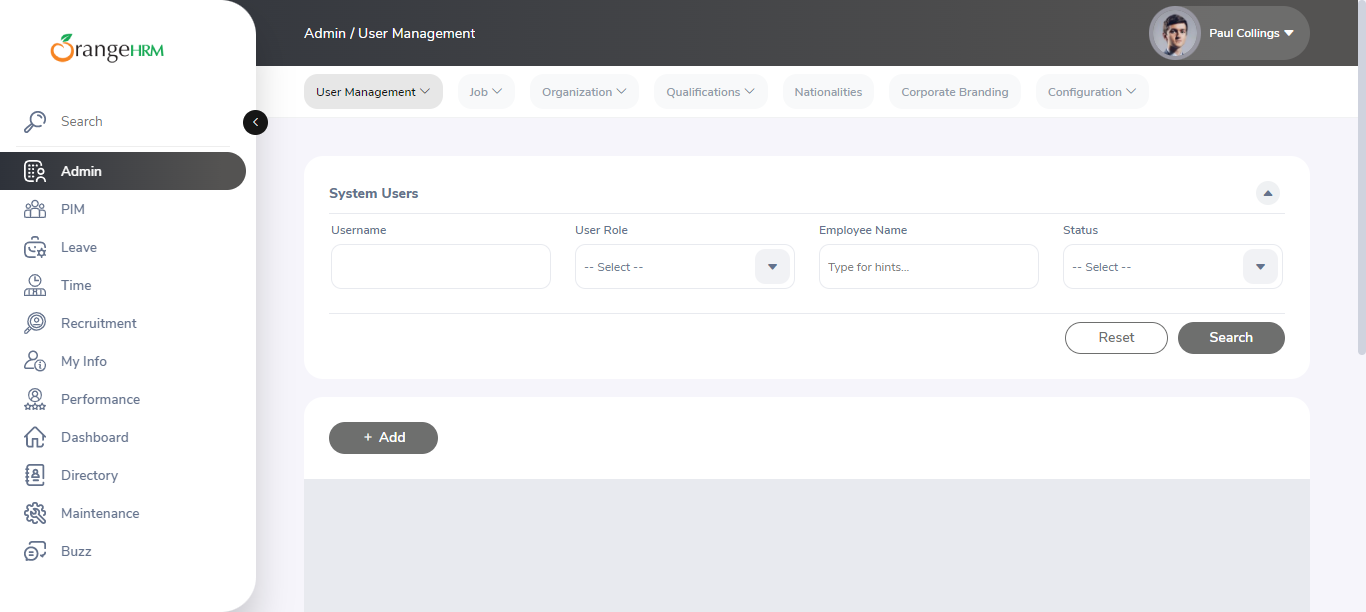 OrangeHRM
Search
Admin
PIM
Leave
Time
Recruitment
My Info
Performance
Dashboard
Directory
Maintenance
Buzz
Admin / User Management
Paul Collings
User Management
Job
Organization
Qualifications
Nationalities
Corporate Branding
Configuration
System Users
Username
User Role
Employee Name
Status
-- Select --
Type for hints...
-- Select --
Reset
Search
+ Add